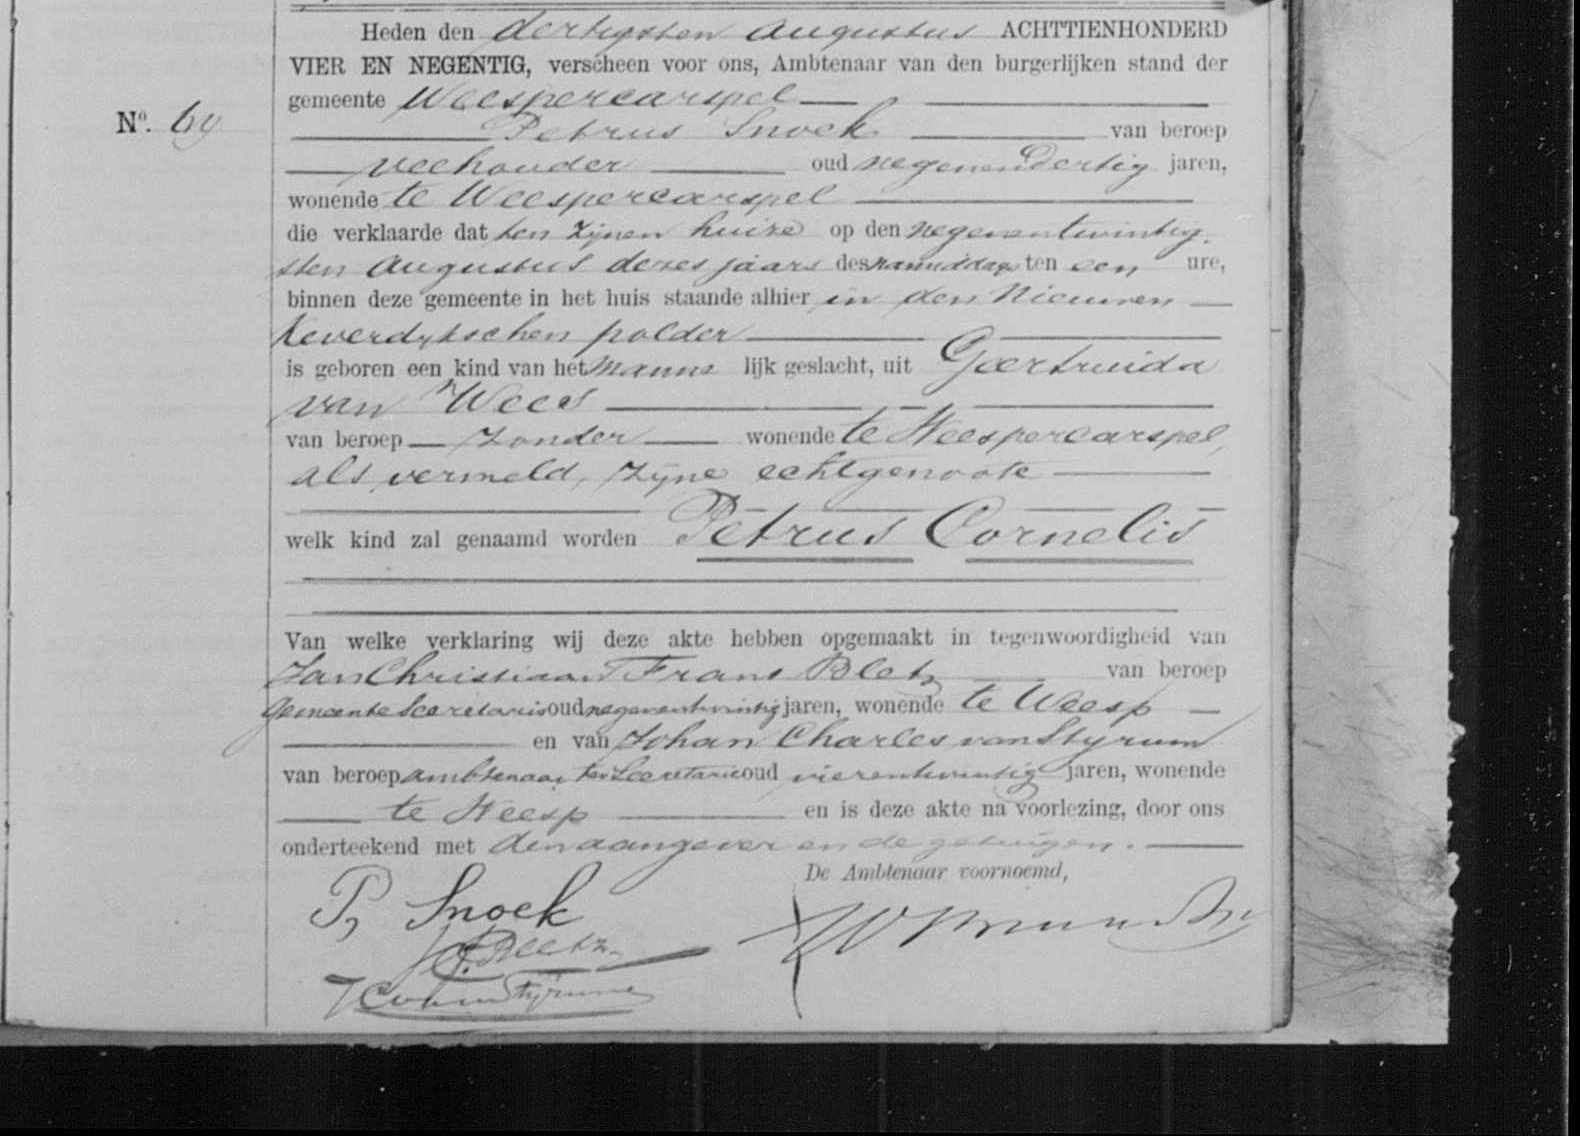 Heden den dertigsten Augustus ACHTTIENHONDERD
VIER EN NEGENTIG, verscheen voor ons, Ambtenaar van den burgerlijken stand der
gemeente Weespercarspel
No. 69
Petrus Snoek van beroep
veehouder oud negenendertig jaren,
wonende te Weespercarspel
die verklaarde dat ten zijnen huize op den negenentwintig-
sten Augustus dezes jaars des namiddags ten een ure,
binnen deze gemeente in het huis staande alhier in den Nieuwen
Keverdijkschen polder
is geboren een kind van het manne lijk geslacht, uit Geertruida
van Wees
van beroep zonder wonende te Weespercarspel,
als vermeld, zijne echtgenoote
welk kind zal genaamd worden Petrus Cornelis
Van welke verklaring wij deze akte hebben opgemaakt in tegenwoordigheid van
Jan Christiaan Frans Bletz van beroep
Gemeente Secretaris oud negenentwintig jaren, wonende te Weesp
en van Johan Charles van Styrum
van beroep ambtenaar ter Secretarie oud vierentwintig jaren, wonende
te Weesp en is deze akte na voorlezing, door ons
onderteekend met den aangever en de getuigen.
De Ambtenaar voornoemd,
P. Snoek
Bletz
JC van Styrum